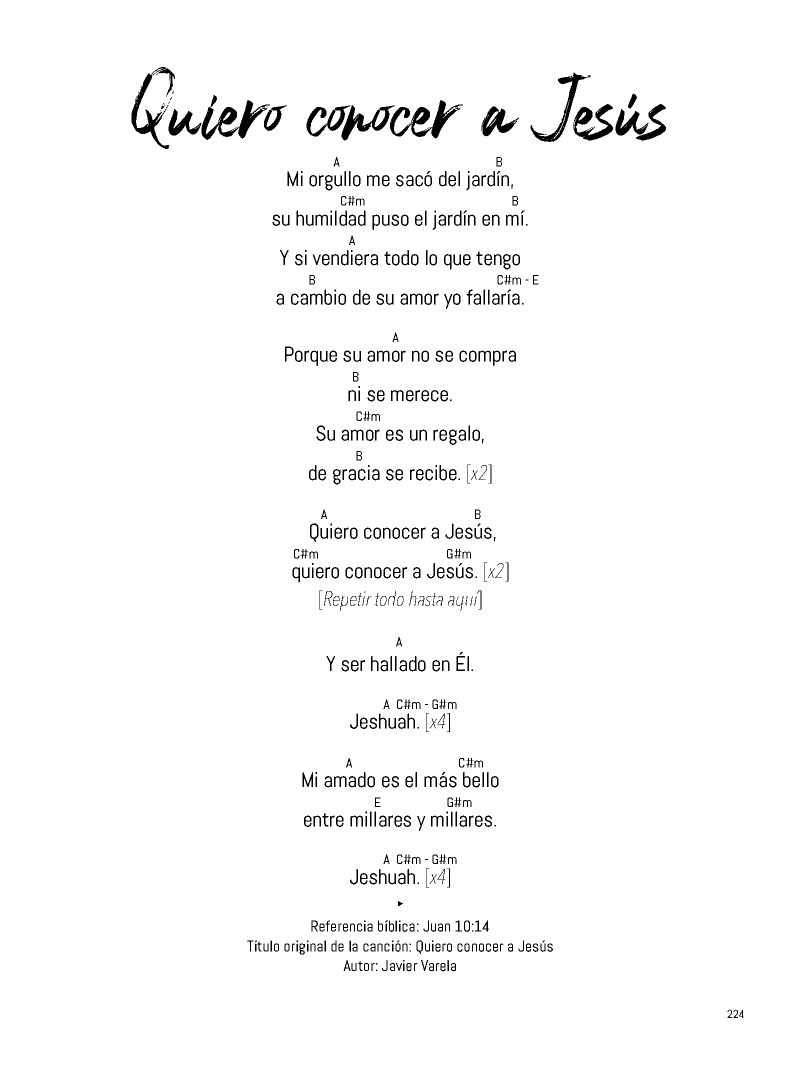 Quiero conocer a Jesús
A B
Mi orgullo me sacó del jardín,
C#m B
su humildad puso el jardín en mí.
A
Y si vendiera todo lo que tengo
B C#m - E
a cambio de su amor yo fallaría.
A
Porque su amor no se compra
B
ni se merece.
C#m
Su amor es un regalo,
B
de gracia se recibe. [x2]
A B
Quiero conocer a Jesús,
C#m G#m
quiero conocer a Jesús. [x2]
[Repetir todo hasta aquí]
A
Y ser hallado en Él.
A C#m - G#m
Jeshuah. [x4]
A C#m
Mi amado es el más bello
E G#m
entre millares y millares.
A C#m - G#m
Jeshuah. [x4]
Referencia bíblica: Juan 10:14
Título original de la canción: Quiero conocer a Jesús
Autor: Javier Varela
224